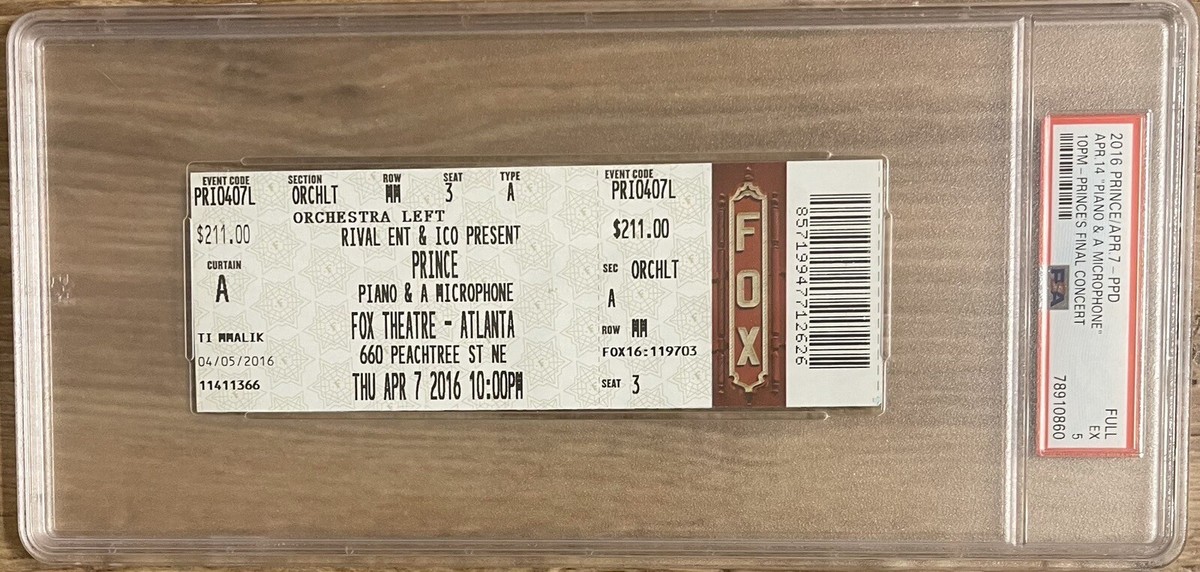 EVENT CODE SECTION ROW SEAT TYPE
PRI0407L ORCHLT MM 3 A
ORCHESTRA LEFT
$211.00 RIVAL ENT & ICO PRESENT
CURTAIN PRINCE
A PIANO & A MICROPHONE
FOX THEATRE - ATLANTA
TI MMALIK 660 PEACHTREE ST NE
04/05/2016
11411366 THU APR 7 2016 10:00PM
EVENT CODE
PRI0407L
$211.00
SEC ORCHLT
A
ROW MM
FOX16:119703
SEAT 3
FOX
857199477712626
2016 PRINCE/APR.7 - PPD FULL
APR.14 "PIANO & A MICROPHONE" EX
10PM-PRINCE'S FINAL CONCERT 5
PSA 78910860